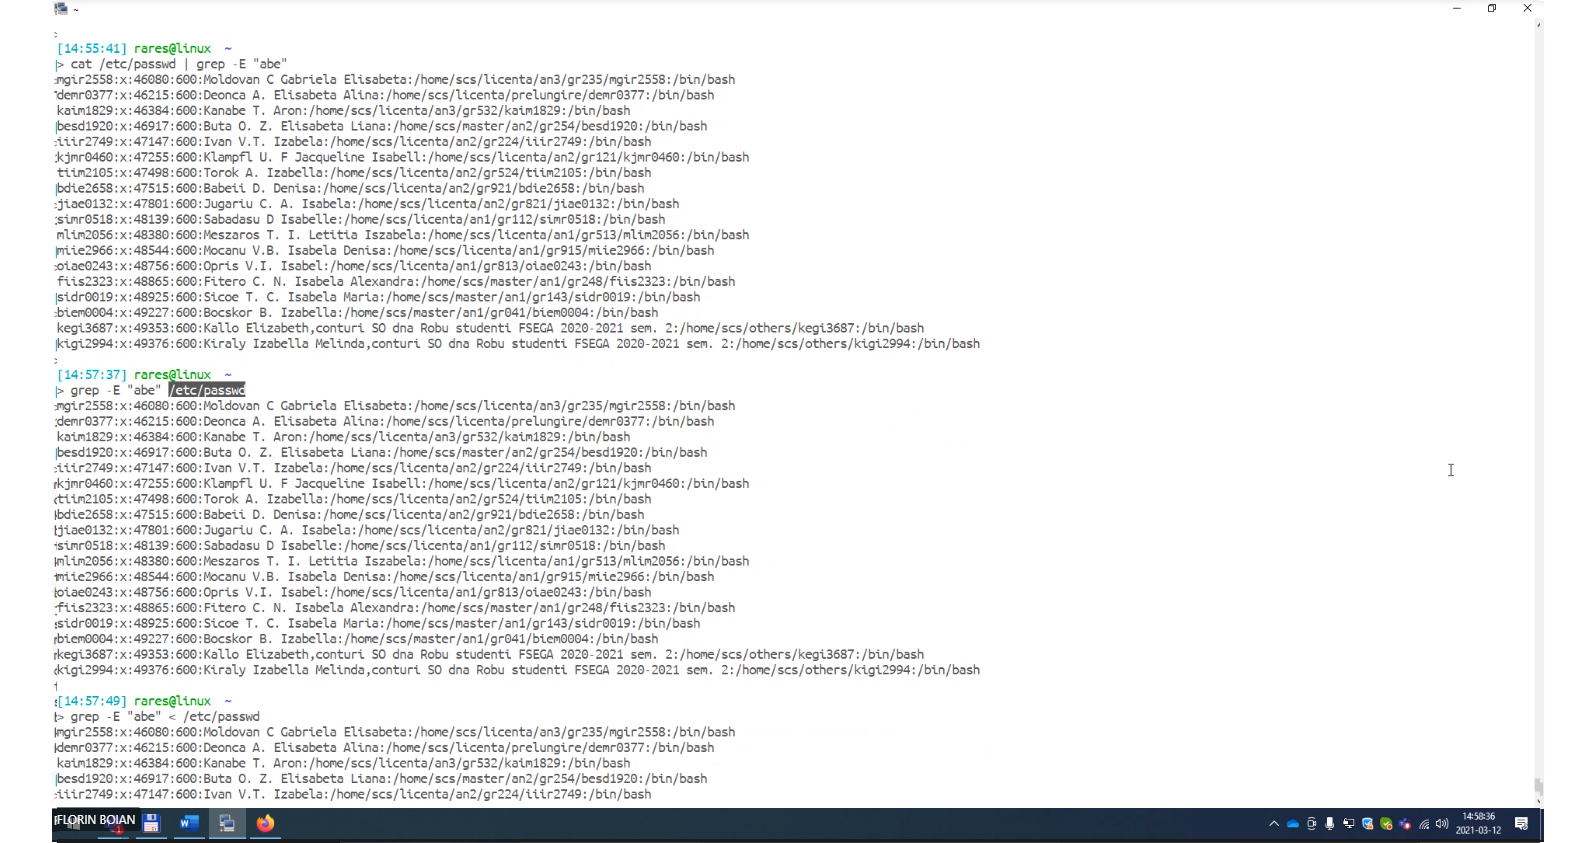 ~
[14:55:41] rares@linux ~
> cat /etc/passwd | grep -E "abe"
mgir2558:x:46080:600:Moldovan C Gabriela Elisabeta:/home/scs/licenta/an3/gr235/mgir2558:/bin/bash
demr0377:x:46215:600:Deonca A. Elisabeta Alina:/home/scs/licenta/prelungire/demr0377:/bin/bash
kaim1829:x:46384:600:Kanabe T. Aron:/home/scs/licenta/an3/gr532/kaim1829:/bin/bash
besd1920:x:46917:600:Buta O. Z. Elisabeta Liana:/home/scs/master/an2/gr254/besd1920:/bin/bash
iiir2749:x:47147:600:Ivan V.T. Izabela:/home/scs/licenta/an2/gr224/iiir2749:/bin/bash
kjmr0460:x:47255:600:Klampfl U. F Jacqueline Isabell:/home/scs/licenta/an2/gr121/kjmr0460:/bin/bash
tiim2105:x:47498:600:Torok A. Izabella:/home/scs/licenta/an2/gr524/tiim2105:/bin/bash
bdie2658:x:47515:600:Babeii D. Denisa:/home/scs/licenta/an2/gr921/bdie2658:/bin/bash
jiae0132:x:47801:600:Jugariu C. A. Isabela:/home/scs/licenta/an2/gr821/jiae0132:/bin/bash
simr0518:x:48139:600:Sabadasu D Isabelle:/home/scs/licenta/an1/gr112/simr0518:/bin/bash
mlim2056:x:48380:600:Meszaros T. I. Letitia Iszabela:/home/scs/licenta/an1/gr513/mlim2056:/bin/bash
miie2966:x:48544:600:Mocanu V.B. Isabela Denisa:/home/scs/licenta/an1/gr915/miie2966:/bin/bash
oiae0243:x:48756:600:Opris V.I. Isabel:/home/scs/licenta/an1/gr813/oiae0243:/bin/bash
fiis2323:x:48865:600:Fitero C. N. Isabela Alexandra:/home/scs/master/an1/gr248/fiis2323:/bin/bash
sidr0019:x:48925:600:Sicoe T. C. Isabela Maria:/home/scs/master/an1/gr143/sidr0019:/bin/bash
biem0004:x:49227:600:Bocskor B. Izabella:/home/scs/master/an1/gr041/biem0004:/bin/bash
kegi3687:x:49353:600:Kallo Elizabeth,conturi SO dna Robu studenti FSEGA 2020-2021 sem. 2:/home/scs/others/kegi3687:/bin/bash
kigi2994:x:49376:600:Kiraly Izabella Melinda,conturi SO dna Robu studenti FSEGA 2020-2021 sem. 2:/home/scs/others/kigi2994:/bin/bash
[14:57:37] rares@linux ~
> grep -E "abe" /etc/passwd
mgir2558:x:46080:600:Moldovan C Gabriela Elisabeta:/home/scs/licenta/an3/gr235/mgir2558:/bin/bash
demr0377:x:46215:600:Deonca A. Elisabeta Alina:/home/scs/licenta/prelungire/demr0377:/bin/bash
kaim1829:x:46384:600:Kanabe T. Aron:/home/scs/licenta/an3/gr532/kaim1829:/bin/bash
besd1920:x:46917:600:Buta O. Z. Elisabeta Liana:/home/scs/master/an2/gr254/besd1920:/bin/bash
iiir2749:x:47147:600:Ivan V.T. Izabela:/home/scs/licenta/an2/gr224/iiir2749:/bin/bash
kjmr0460:x:47255:600:Klampfl U. F Jacqueline Isabell:/home/scs/licenta/an2/gr121/kjmr0460:/bin/bash
tiim2105:x:47498:600:Torok A. Izabella:/home/scs/licenta/an2/gr524/tiim2105:/bin/bash
bdie2658:x:47515:600:Babeii D. Denisa:/home/scs/licenta/an2/gr921/bdie2658:/bin/bash
jiae0132:x:47801:600:Jugariu C. A. Isabela:/home/scs/licenta/an2/gr821/jiae0132:/bin/bash
simr0518:x:48139:600:Sabadasu D Isabelle:/home/scs/licenta/an1/gr112/simr0518:/bin/bash
mlim2056:x:48380:600:Meszaros T. I. Letitia Iszabela:/home/scs/licenta/an1/gr513/mlim2056:/bin/bash
miie2966:x:48544:600:Mocanu V.B. Isabela Denisa:/home/scs/licenta/an1/gr915/miie2966:/bin/bash
oiae0243:x:48756:600:Opris V.I. Isabel:/home/scs/licenta/an1/gr813/oiae0243:/bin/bash
fiis2323:x:48865:600:Fitero C. N. Isabela Alexandra:/home/scs/master/an1/gr248/fiis2323:/bin/bash
sidr0019:x:48925:600:Sicoe T. C. Isabela Maria:/home/scs/master/an1/gr143/sidr0019:/bin/bash
biem0004:x:49227:600:Bocskor B. Izabella:/home/scs/master/an1/gr041/biem0004:/bin/bash
kegi3687:x:49353:600:Kallo Elizabeth,conturi SO dna Robu studenti FSEGA 2020-2021 sem. 2:/home/scs/others/kegi3687:/bin/bash
kigi2994:x:49376:600:Kiraly Izabella Melinda,conturi SO dna Robu studenti FSEGA 2020-2021 sem. 2:/home/scs/others/kigi2994:/bin/bash
[14:57:49] rares@linux ~
> grep -E "abe" < /etc/passwd
mgir2558:x:46080:600:Moldovan C Gabriela Elisabeta:/home/scs/licenta/an3/gr235/mgir2558:/bin/bash
demr0377:x:46215:600:Deonca A. Elisabeta Alina:/home/scs/licenta/prelungire/demr0377:/bin/bash
kaim1829:x:46384:600:Kanabe T. Aron:/home/scs/licenta/an3/gr532/kaim1829:/bin/bash
besd1920:x:46917:600:Buta O. Z. Elisabeta Liana:/home/scs/master/an2/gr254/besd1920:/bin/bash
iiir2749:x:47147:600:Ivan V.T. Izabela:/home/scs/licenta/an2/gr224/iiir2749:/bin/bash
FLORIN BOIAN
14:58:36
2021-03-12